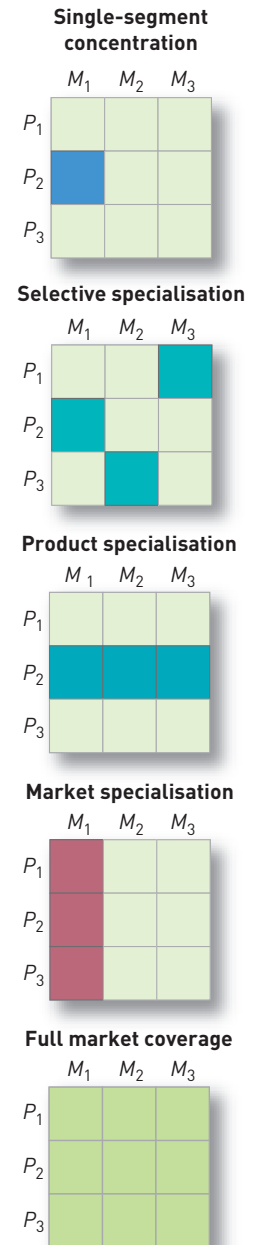 Single-segment
concentration
M1 M2 M3
P1
P2
P3
Selective specialisation
M1 M2 M3
P1
P2
P3
Product specialisation
M 1 M2 M3
P1
P2
P3
Market specialisation
M1 M2 M3
P1
P2
P3
Full market coverage
M1 M2 M3
P1
P2
P3